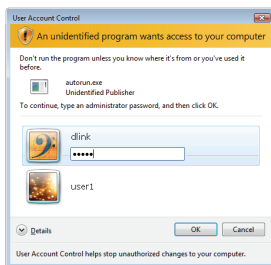 User Account Control
An unidentified program wants access to your computer
Don't run the program unless you know where it's from or you've used it
before.
autorun.exe
Unidentified Publisher
To continue, type an administrator password, and then click OK.
dlink
•••••
user1
Details
OK
Cancel
User Account Control helps stop unauthorized changes to your computer.